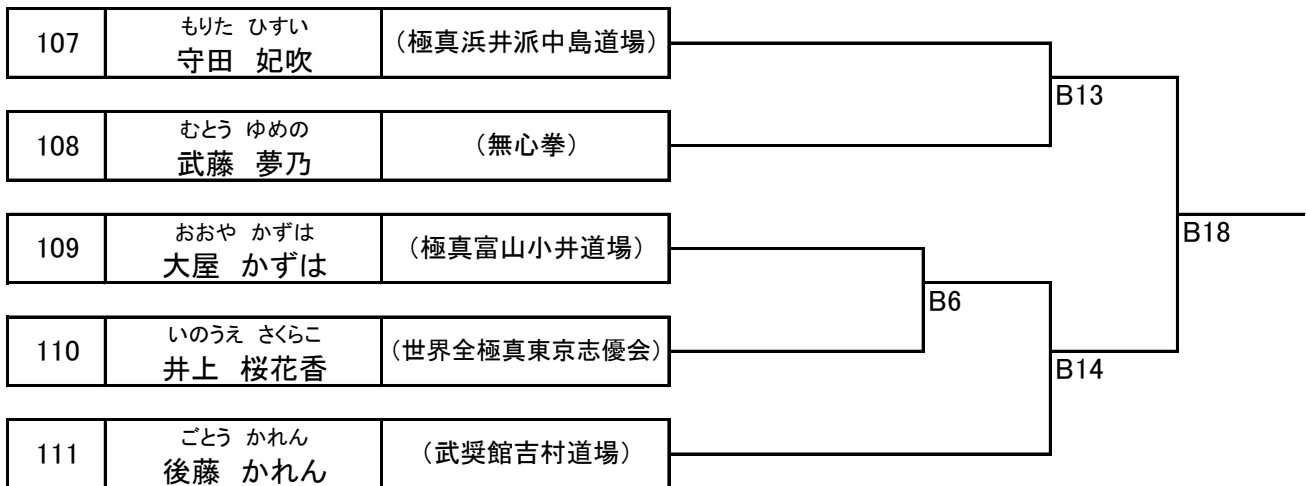 107
もりた ひすい
守田 妃吹
（極真浜井派中島道場）
B13
108
むとう ゆめの
武藤 夢乃
（無心拳）
109
おおや かずは
大屋 かずは
（極真富山小井道場）
B18
B6
110
いのうえ さくらこ
井上 桜花香
（世界全極真東京志優会）
B14
111
ごとう かれん
後藤 かれん
（武奨館吉村道場）